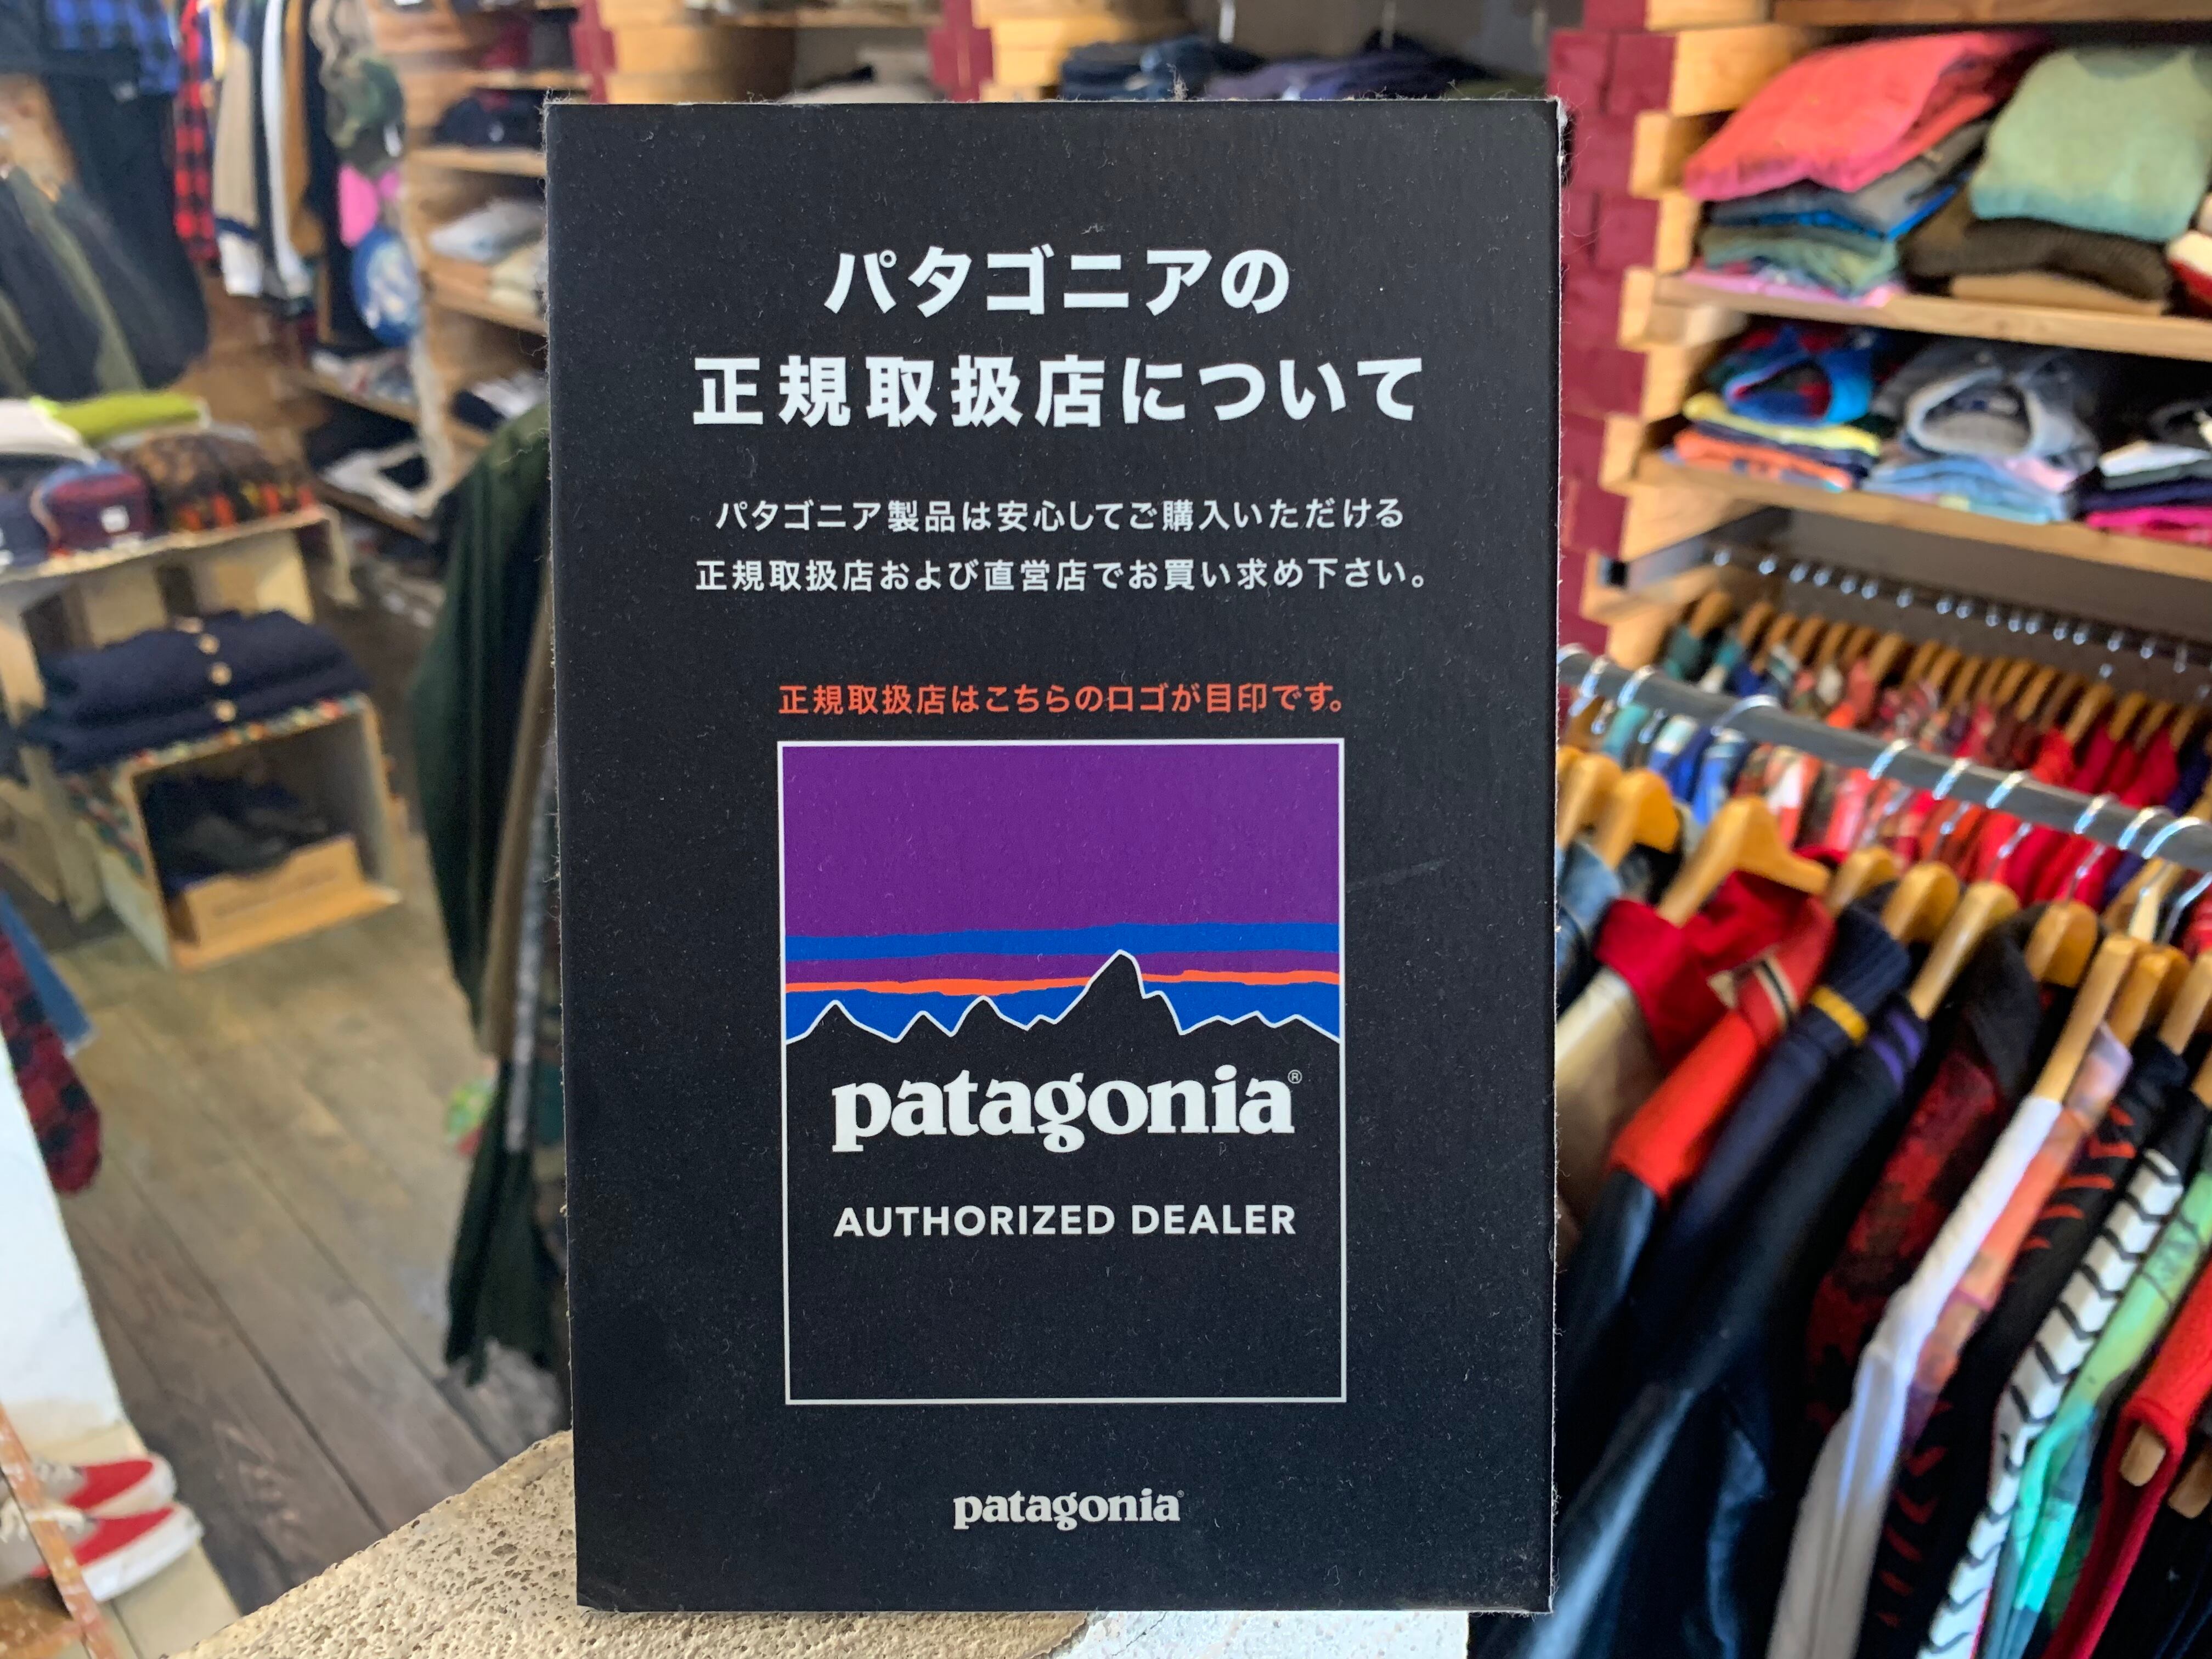 パタゴニアの
正規取扱店について
パタゴニア製品は安心してご購入いただける
正規取扱店および直営店でお買い求め下さい。
正規取扱店はこちらのロゴが目印です。
patagonia®
AUTHORIZED DEALER
patagonia®